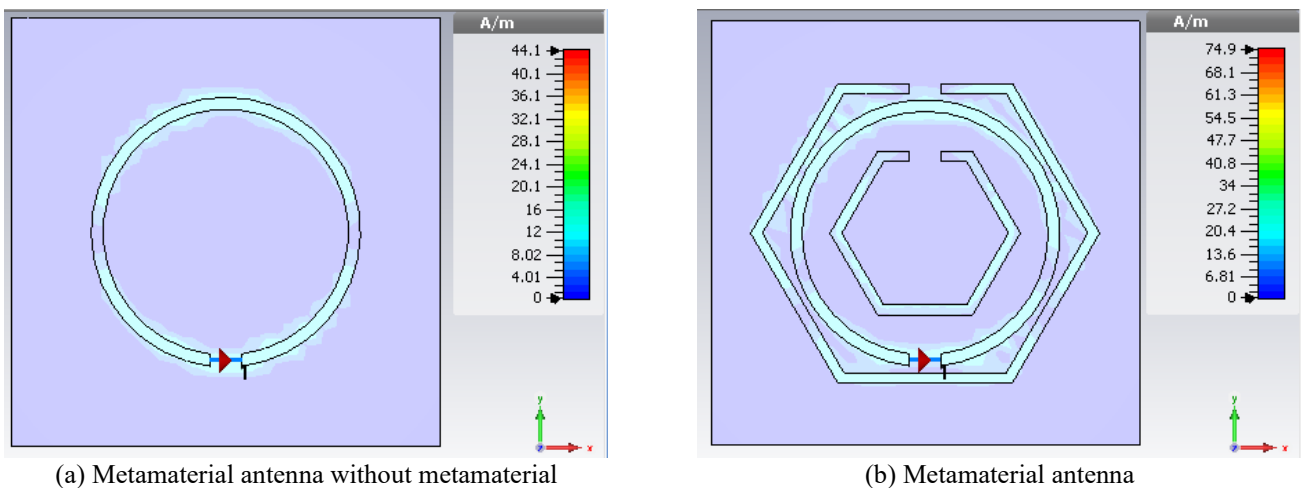 A/m
44.1
40.1
36.1
32.1
28.1
24.1
20.1
16
12
8.02
4.01
0
1
y
z
x
(a) Metamaterial antenna without metamaterial
A/m
74.9
68.1
61.3
54.5
47.7
40.8
34
27.2
20.4
13.6
6.81
0
1
y
z
x
(b) Metamaterial antenna